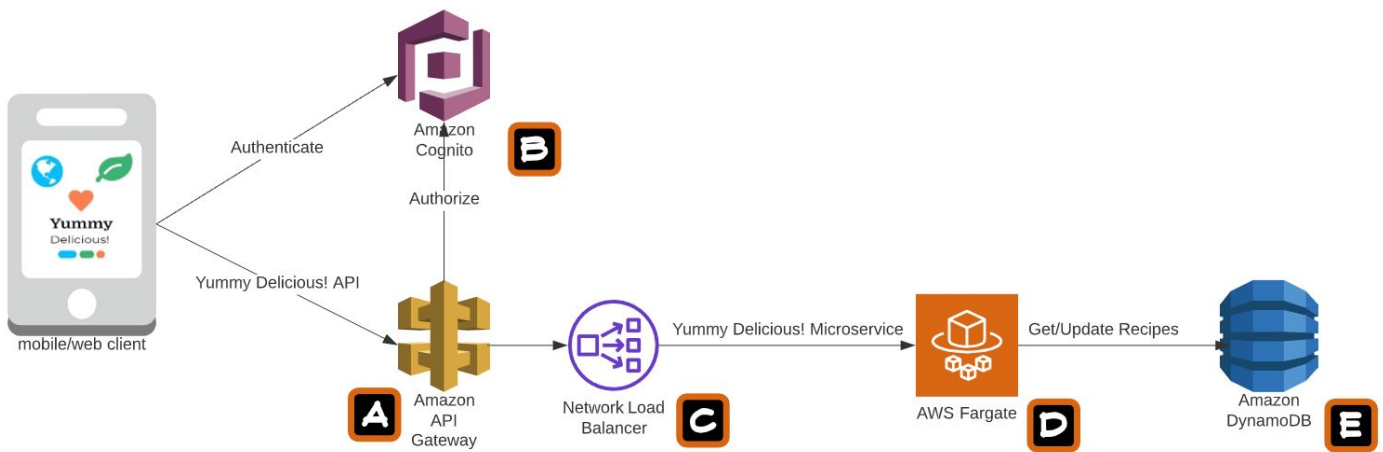 Amazon
Cognito
B
Authenticate
Authorize
Yummy
Delicious!
Yummy Delicious! API
mobile/web client
Amazon
API
Gateway
A
Network Load
Balancer
C
Yummy Delicious! Microservice
AWS Fargate
D
Get/Update Recipes
Amazon
DynamoDB
E